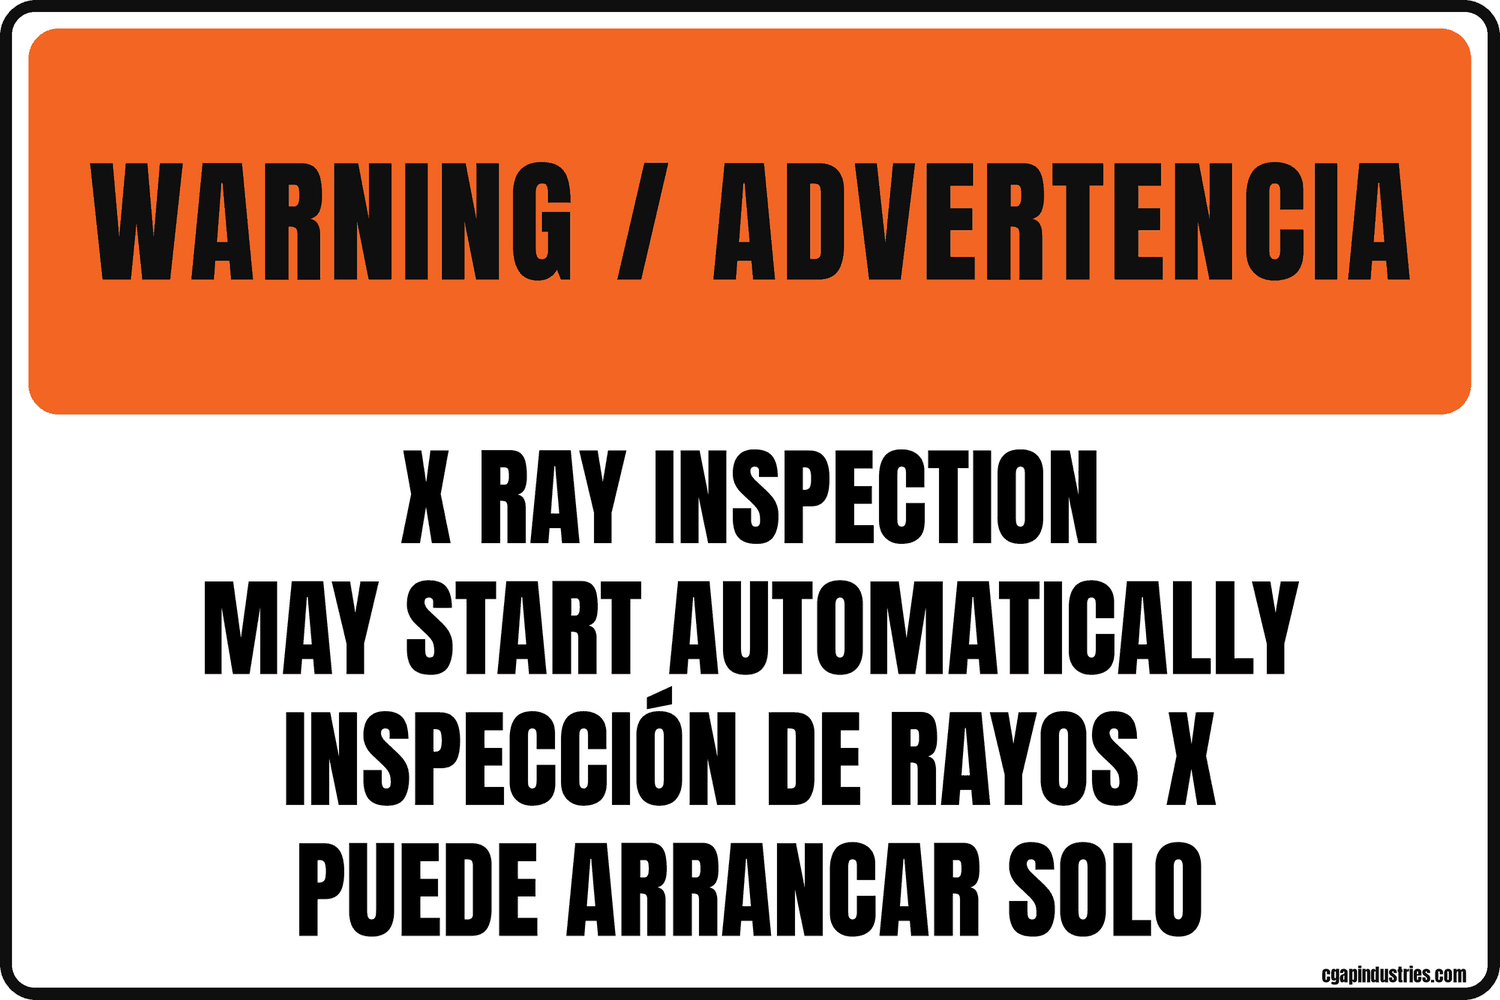 WARNING / ADVERTENCIA
X RAY INSPECTION
MAY START AUTOMATICALLY
INSPECCIÓN DE RAYOS X
PUEDE ARRANCAR SOLO
cgapindustries.com